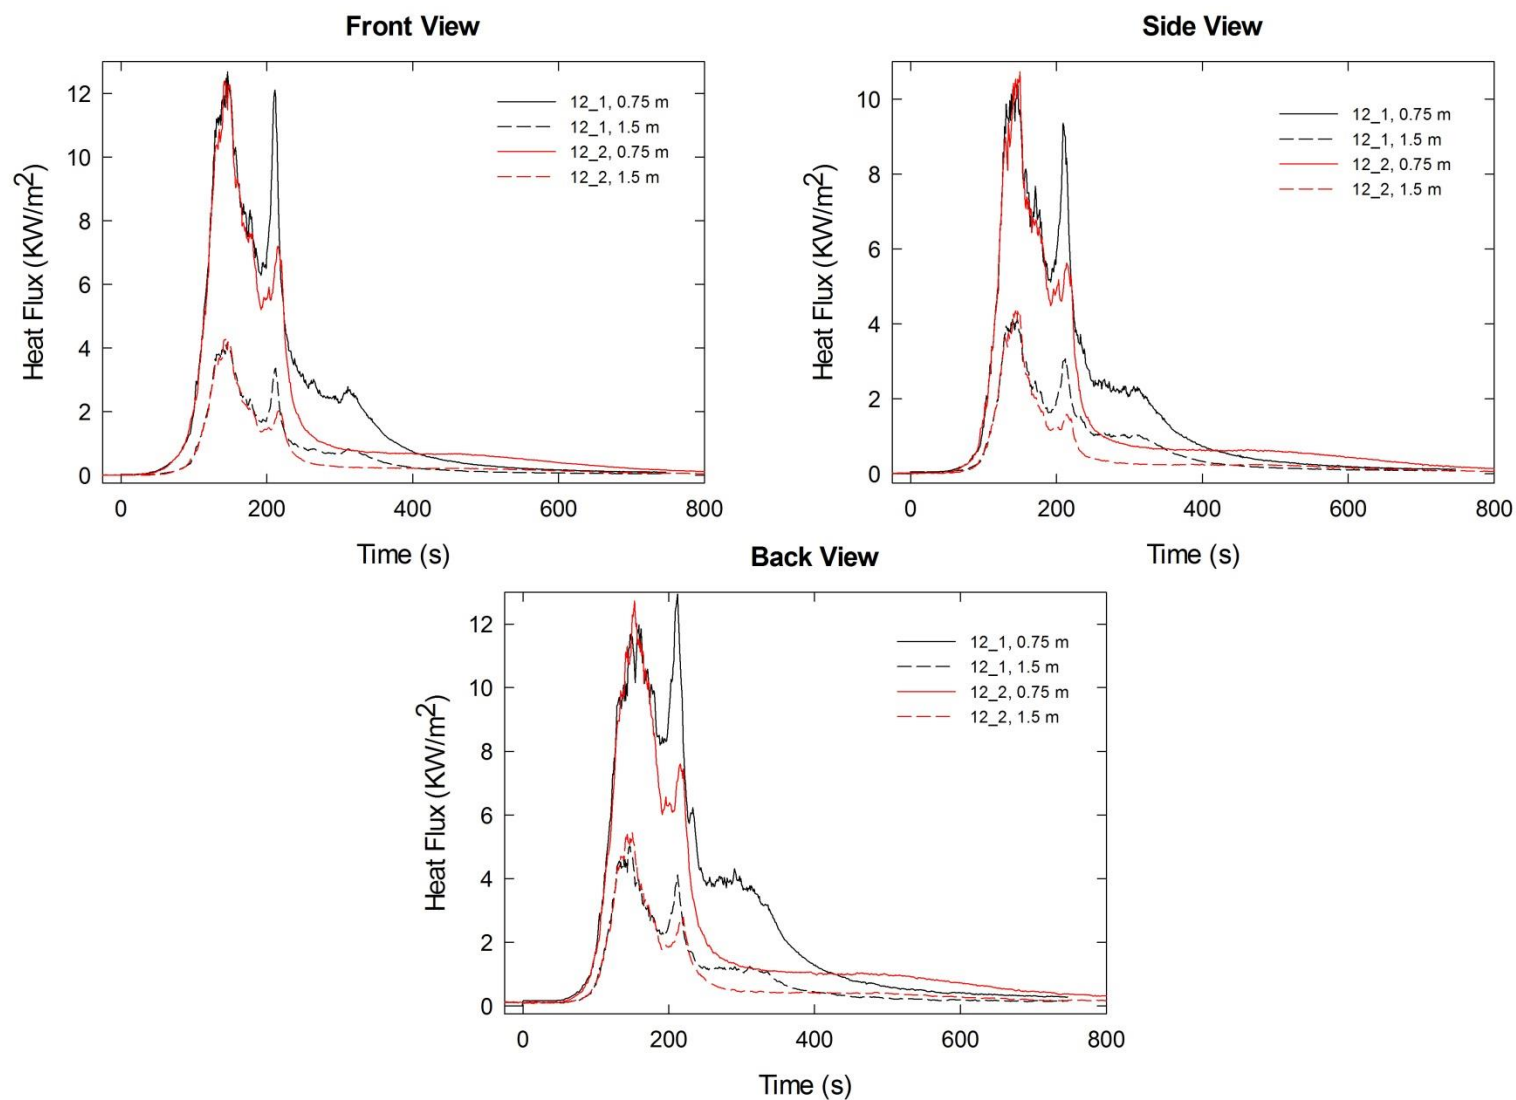 Front View
12
10
8
6
4
2
0
Heat Flux (KW/m2)
12_1, 0.75 m
12_1, 1.5 m
12_2, 0.75 m
12_2, 1.5 m
0 200 400 600 800
Time (s)
Side View
10
8
6
4
2
0
Heat Flux (KW/m2)
12_1, 0.75 m
12_1, 1.5 m
12_2, 0.75 m
12_2, 1.5 m
0 200 400 600 800
Time (s)
Back View
12
10
8
6
4
2
0
Heat Flux (KW/m2)
12_1, 0.75 m
12_1, 1.5 m
12_2, 0.75 m
12_2, 1.5 m
0 200 400 600 800
Time (s)